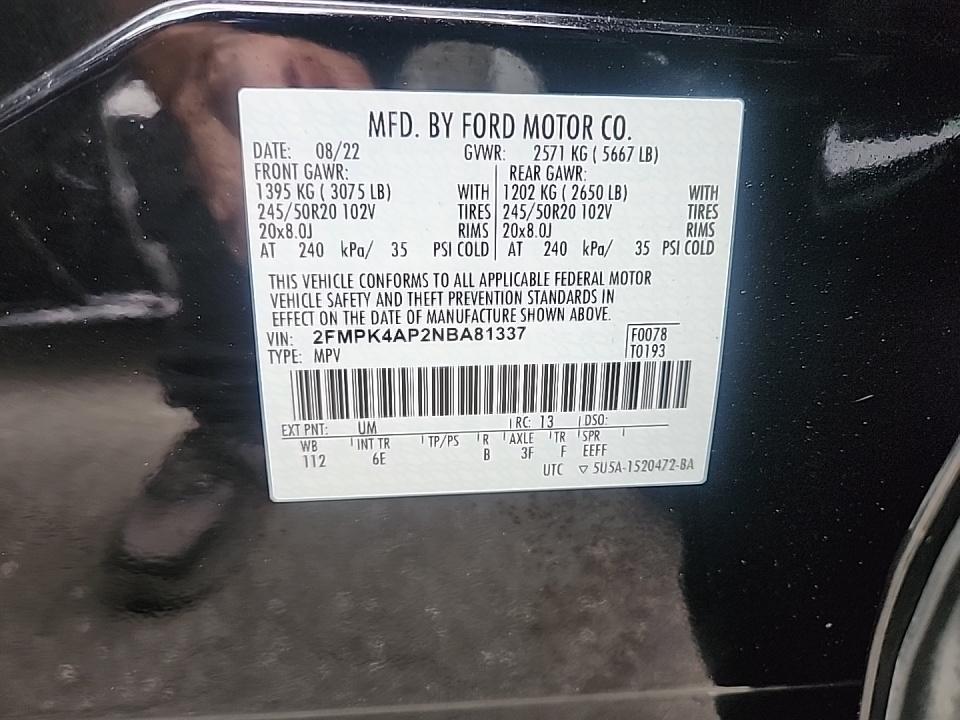 MFD. BY FORD MOTOR CO.
DATE: 08/22 GVWR: 2571 KG ( 5667 LB)
FRONT GAWR: REAR GAWR:
1395 KG ( 3075 LB) WITH 1202 KG ( 2650 LB) WITH
245/50R20 102V TIRES 245/50R20 102V TIRES
20x8.0J RIMS 20x8.0J RIMS
AT 240 kPa/ 35 PSI COLD AT 240 kPa/ 35 PSI COLD
THIS VEHICLE CONFORMS TO ALL APPLICABLE FEDERAL MOTOR
VEHICLE SAFETY AND THEFT PREVENTION STANDARDS IN
EFFECT ON THE DATE OF MANUFACTURE SHOWN ABOVE.
VIN: 2FMPK4AP2NBA81337 F0078
TYPE: MPV T0193
EXT PNT: UM RC: 13 DSO:
WB INT TR TP/PS R AXLE TR SPR
112 6E B 3F F EEFF
UTC ▽ 5U5A-1520472-BA